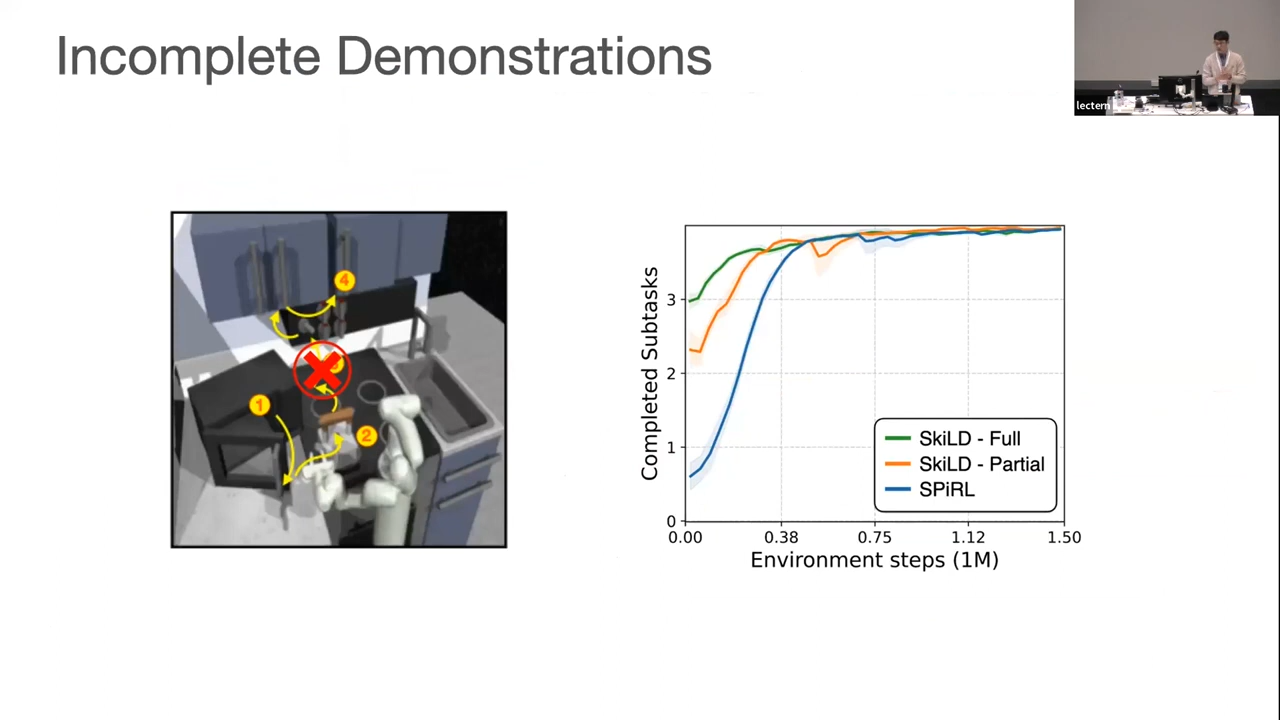 Incomplete Demonstrations
lectern
4
1
2
Completed Subtasks
3
2
1
0
SkiLD - Full
SkiLD - Partial
SPiRL
0.00 0.38 0.75 1.12 1.50
Environment steps (1M)